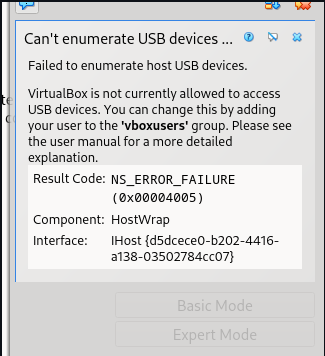 Can't enumerate USB devices ...
Failed to enumerate host USB devices.
VirtualBox is not currently allowed to access
USB devices. You can change this by adding
your user to the 'vboxusers' group. Please see
the user manual for a more detailed
explanation.
Result Code: NS_ERROR_FAILURE
(0x00004005)
Component: HostWrap
Interface: IHost {d5dcece0-b202-4416-
a138-03502784cc07}
Basic Mode
Expert Mode